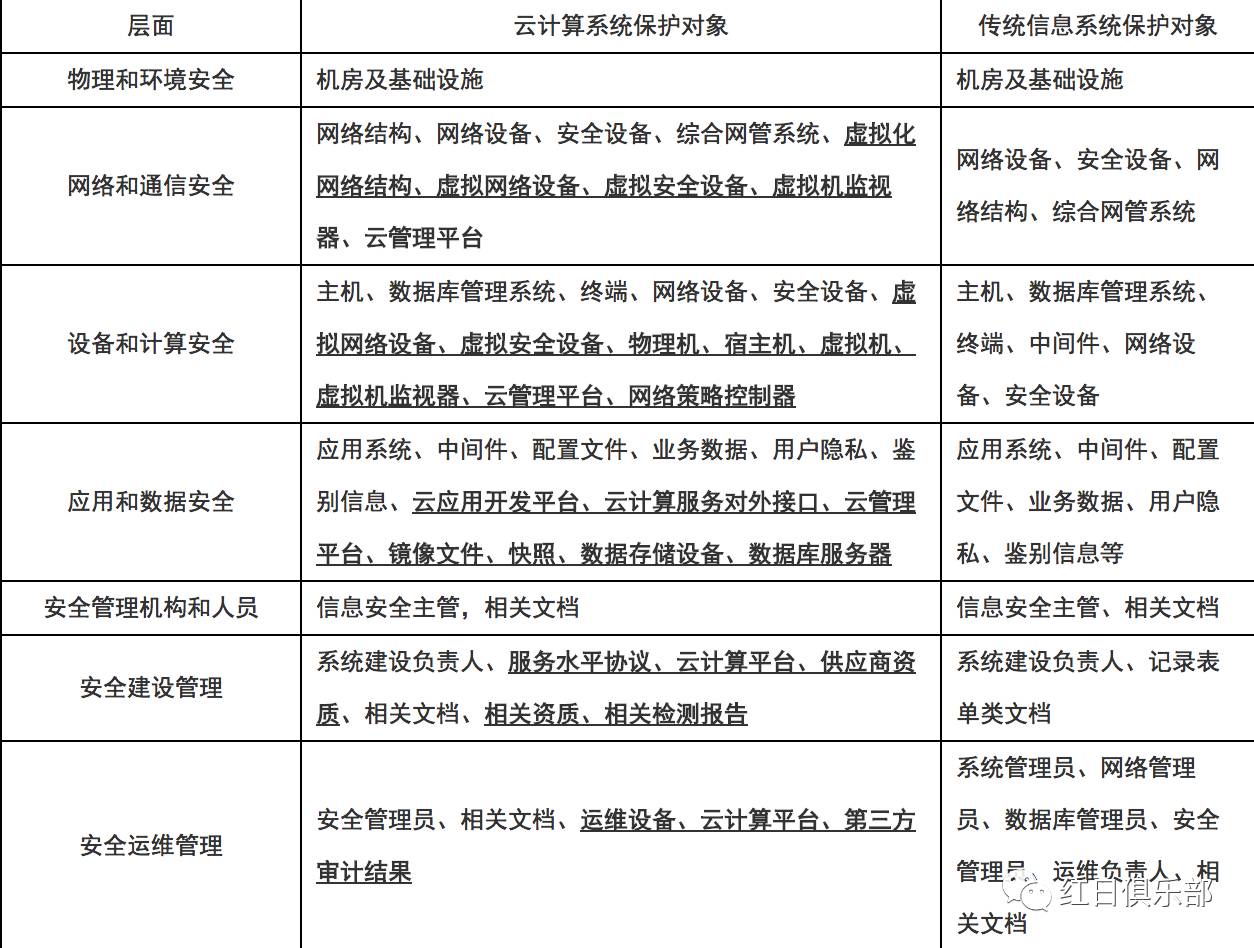 层面
云计算系统保护对象
传统信息系统保护对象
物理和环境安全
机房及基础设施
机房及基础设施
网络和通信安全
网络结构、网络设备、安全设备、综合网管系统、虚拟化
网络结构、虚拟网络设备、虚拟安全设备、虚拟机监视
器、云管理平台
网络设备、安全设备、网
络结构、综合网管系统
设备和计算安全
主机、数据库管理系统、终端、网络设备、安全设备、虚
拟网络设备、虚拟安全设备、物理机、宿主机、虚拟机、
虚拟机监视器、云管理平台、网络策略控制器
主机、数据库管理系统、
终端、中间件、网络设
备、安全设备
应用和数据安全
应用系统、中间件、配置文件、业务数据、用户隐私、鉴
别信息、云应用开发平台、云计算服务对外接口、云管理
平台、镜像文件、快照、数据存储设备、数据库服务器
应用系统、中间件、配置
文件、业务数据、用户隐
私、鉴别信息等
安全管理机构和人员
信息安全主管，相关文档
信息安全主管、相关文档
安全建设管理
系统建设负责人、服务水平协议、云计算平台、供应商资
质、相关文档、相关资质、相关检测报告
系统建设负责人、记录表
单类文档
安全运维管理
安全管理员、相关文档、运维设备、云计算平台、第三方
审计结果
系统管理员、网络管理
员、数据库管理员、安全
管理员、运维负责人、相
关文档
红日俱乐部